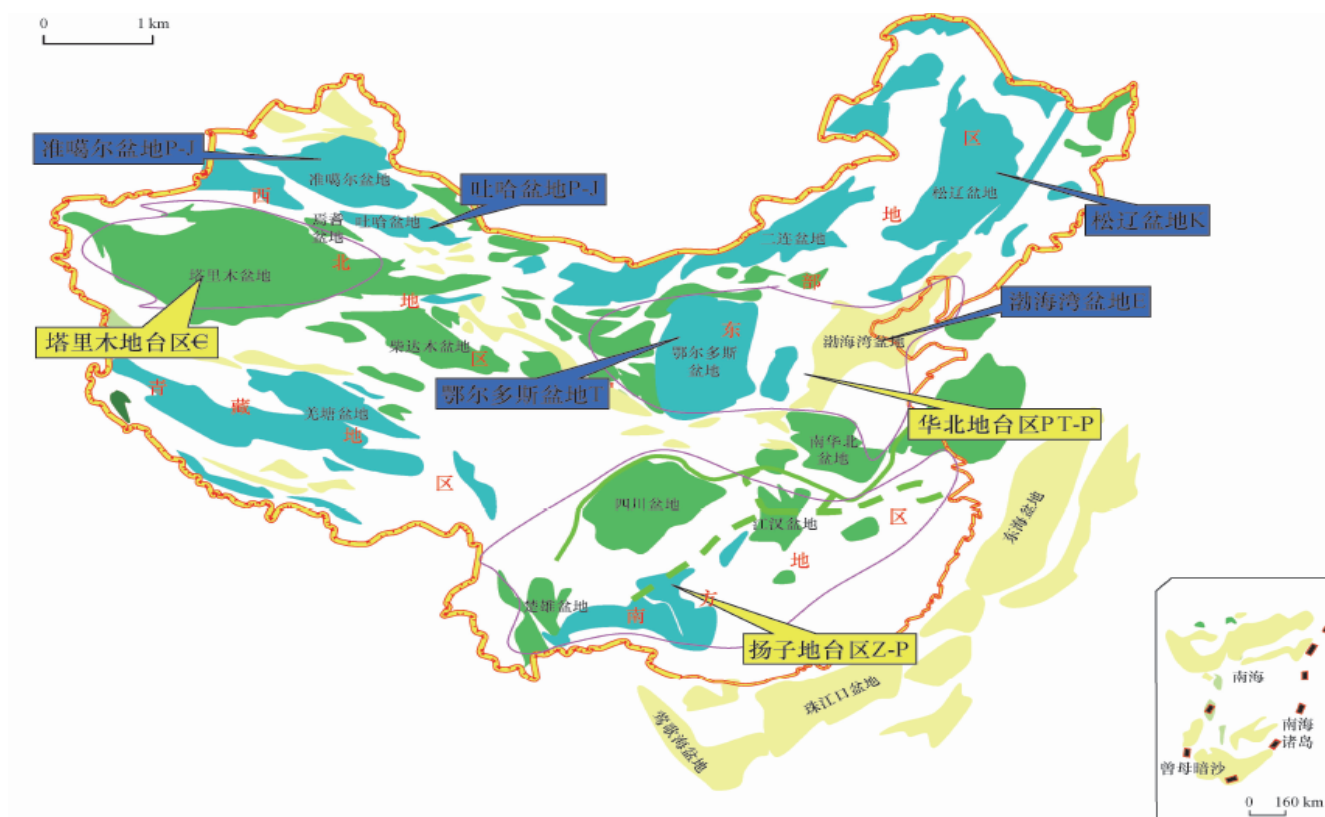 0 1 km
准噶尔盆地P-J
准噶尔盆地
西
吐哈盆地P-J
焉耆
盆地
吐哈盆地
北
塔里木盆地
塔里木地台区Є
地
柴达木盆地
区
二连盆地
区
松辽盆地
地
松辽盆地K
部
东
鄂尔多斯
盆地
鄂尔多斯盆地T
渤海湾盆地
渤海湾盆地E
华北地台区PT-P
青
藏
羌塘盆地
地
区
南华北
盆地
四川盆地
江汉盆地
区
地
方
南
楚雄盆地
扬子地台区Z-P
东海盆地
珠江口盆地
莺歌海盆地
南海
南海
诸岛
曾母暗沙
0 160 km